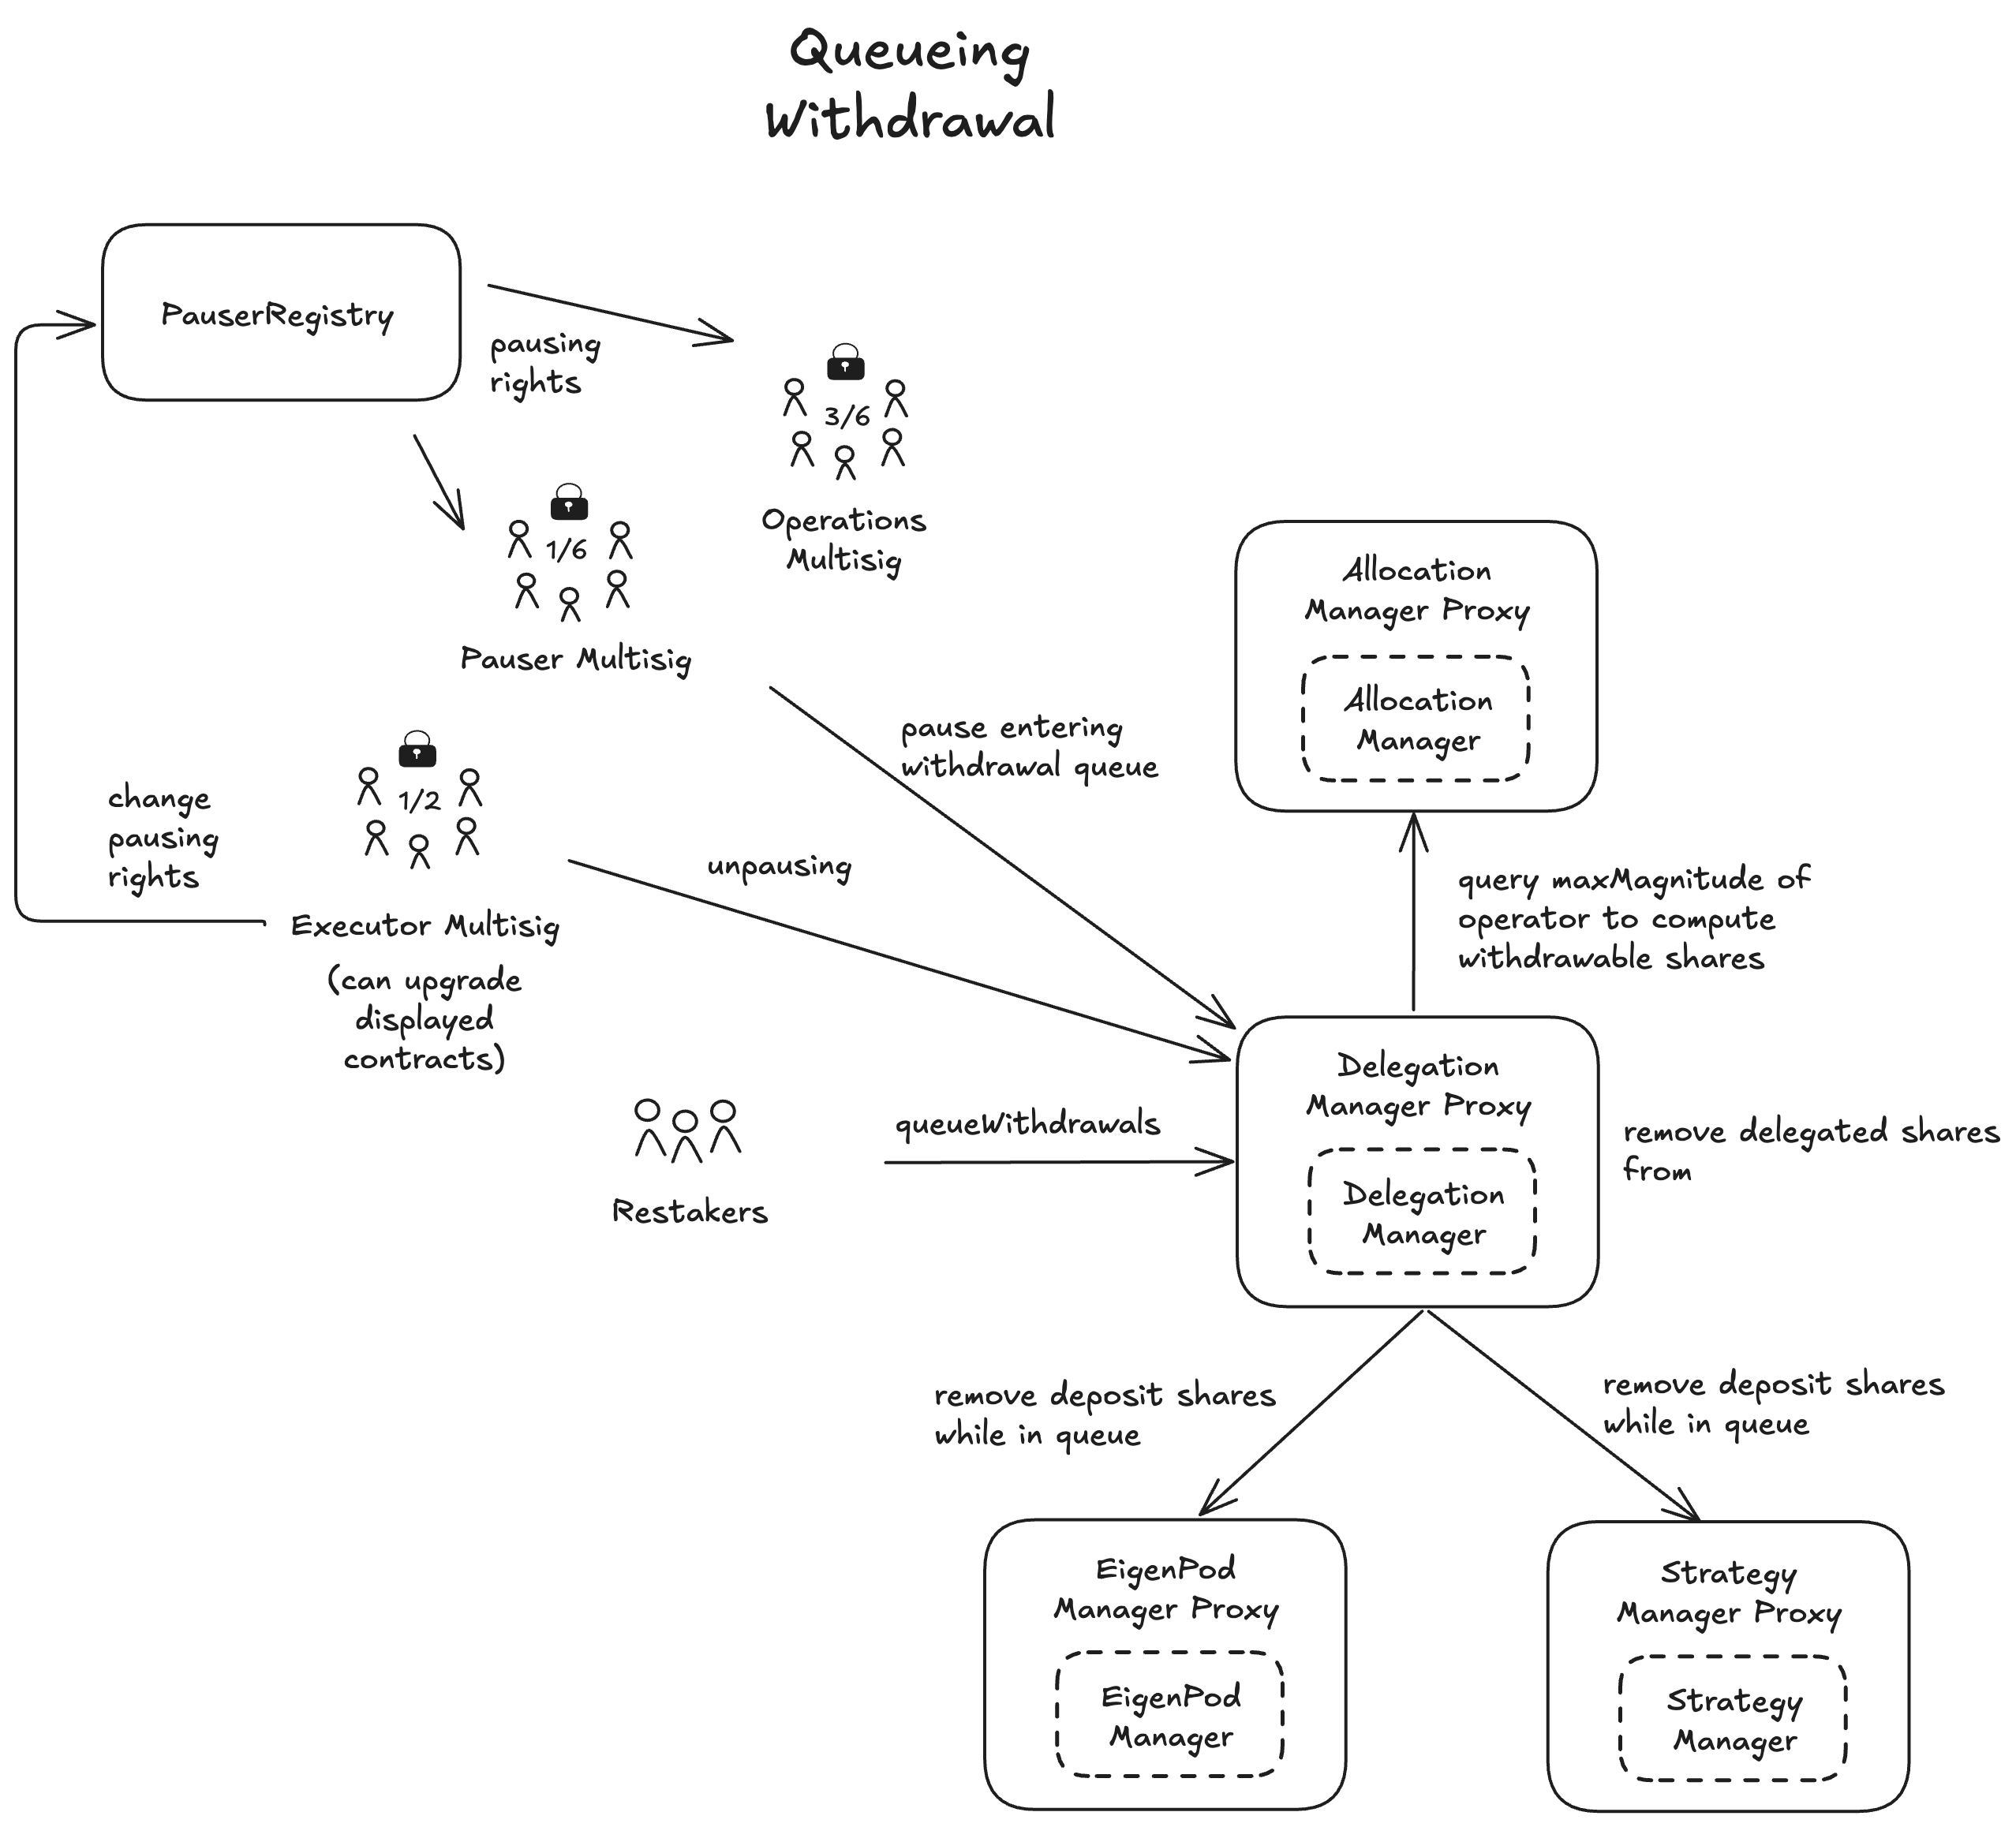 Queueing
Withdrawal
PauserRegistry
pausing
rights
3/6
Operations
Multisig
1/6
Pauser Multisig
Allocation
Manager Proxy
Allocation
Manager
pause entering
withdrawal queue
change
pausing
rights
1/2
Executor Multisig
(can upgrade
displayed
contracts)
unpausing
query maxMagnitude of
operator to compute
withdrawable shares
Restakers
queueWithdrawals
Delegation
Manager Proxy
Delegation
Manager
remove delegated shares
from
remove deposit shares
while in queue
remove deposit shares
while in queue
EigenPod
Manager Proxy
EigenPod
Manager
Strategy
Manager Proxy
Strategy
Manager